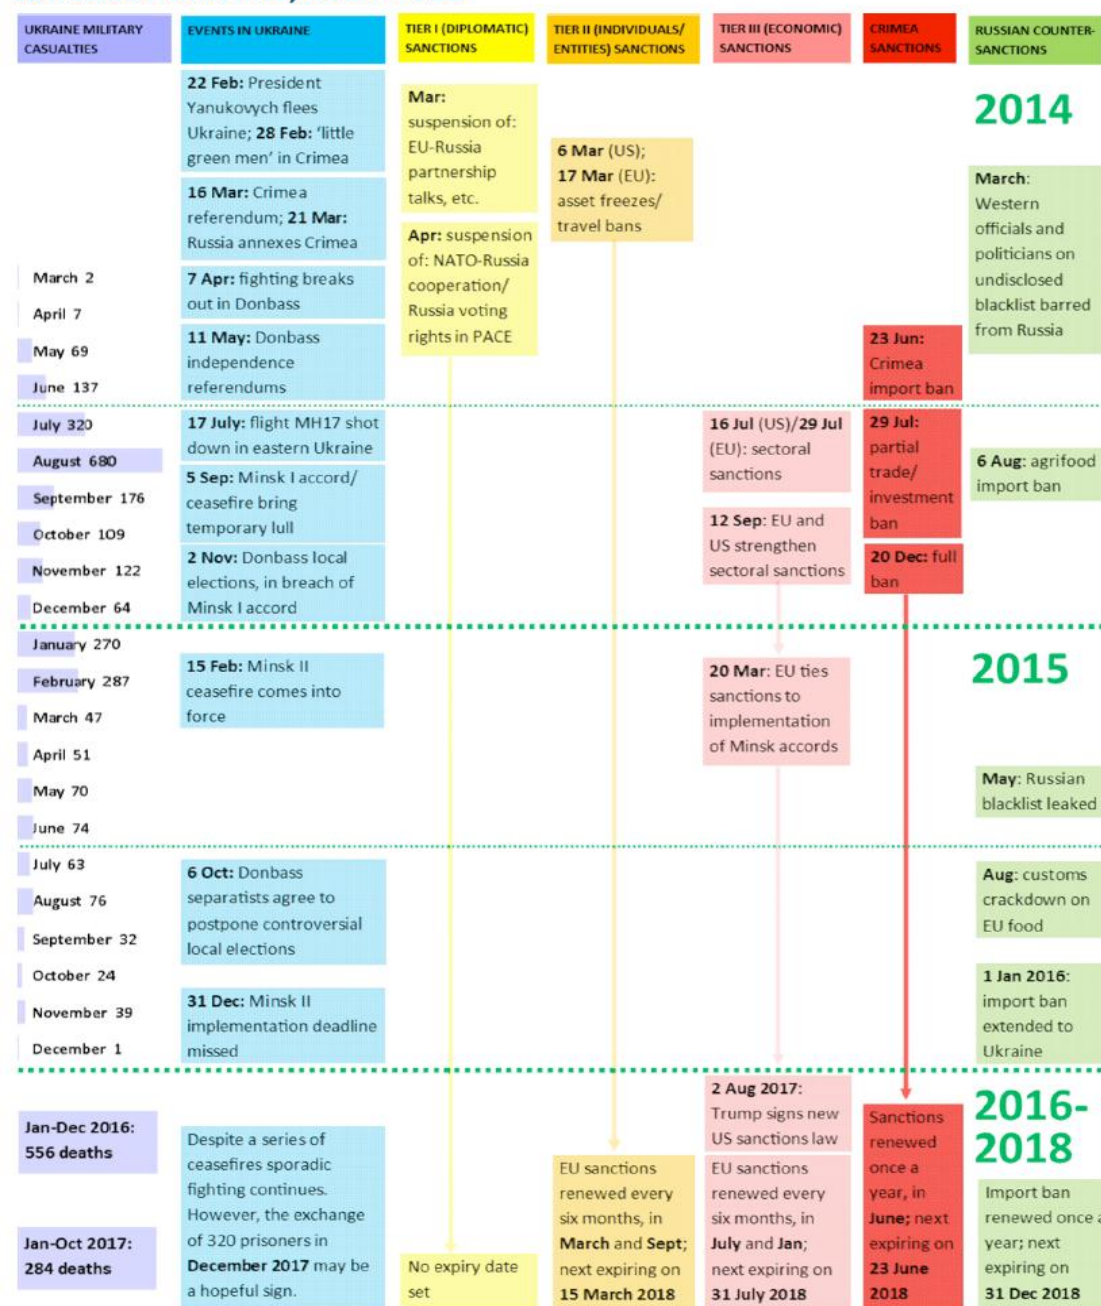 UKRAINE MILITARY
CASUALTIES
EVENTS IN UKRAINE
TIER I (DIPLOMATIC)
SANCTIONS
TIER II (INDIVIDUALS/
ENTITIES) SANCTIONS
TIER III (ECONOMIC)
SANCTIONS
CRIMEA
SANCTIONS
RUSSIAN COUNTER-
SANCTIONS
2014
22 Feb: President
Yanukovych flees
Ukraine; 28 Feb: 'little
green men' in Crimea
16 Mar: Crimea
referendum; 21 Mar:
Russia annexes Crimea
7 Apr: fighting breaks
out in Donbass
11 May: Donbass
independence
referendums
Mar:
suspension of:
EU-Russia
partnership
talks, etc.
Apr: suspension
of: NATO-Russia
cooperation/
Russia voting
rights in PACE
6 Mar (US);
17 Mar (EU):
asset freezes/
travel bans
23 Jun:
Crimea
import ban
March:
Western
officials and
politicians on
undisclosed
blacklist barred
from Russia
March 2
April 7
May 69
June 137
July 320
August 680
September 176
October 109
November 122
December 64
17 July: flight MH17 shot
down in eastern Ukraine
5 Sep: Minsk I accord/
ceasefire bring
temporary lull
2 Nov: Donbass local
elections, in breach of
Minsk I accord
16 Jul (US)/29 Jul
(EU): sectoral
sanctions
12 Sep: EU and
US strengthen
sectoral sanctions
29 Jul:
partial
trade/
investment
ban
20 Dec: full
ban
6 Aug: agrifood
import ban
2015
January 270
February 287
March 47
April 51
May 70
June 74
15 Feb: Minsk II
ceasefire comes into
force
20 Mar: EU ties
sanctions to
implementation
of Minsk accords
May: Russian
blacklist leaked
July 63
August 76
September 32
October 24
November 39
December 1
6 Oct: Donbass
separatists agree to
postpone controversial
local elections
31 Dec: Minsk II
implementation deadline
missed
Aug: customs
crackdown on
EU food
1 Jan 2016:
import ban
extended to
Ukraine
2016-
2018
Jan-Dec 2016:
556 deaths
Jan-Oct 2017:
284 deaths
Despite a series of
ceasefires sporadic
fighting continues.
However, the exchange
of 320 prisoners in
December 2017 may be
a hopeful sign.
No expiry date
set
EU sanctions
renewed every
six months, in
March and Sept;
next expiring on
15 March 2018
2 Aug 2017:
Trump signs new
US sanctions law
EU sanctions
renewed every
six months, in
July and Jan;
next expiring on
31 July 2018
Sanctions
renewed
once a
year, in
June; next
expiring on
23 June
2018
Import ban
renewed once a
year; next
expiring on
31 Dec 2018